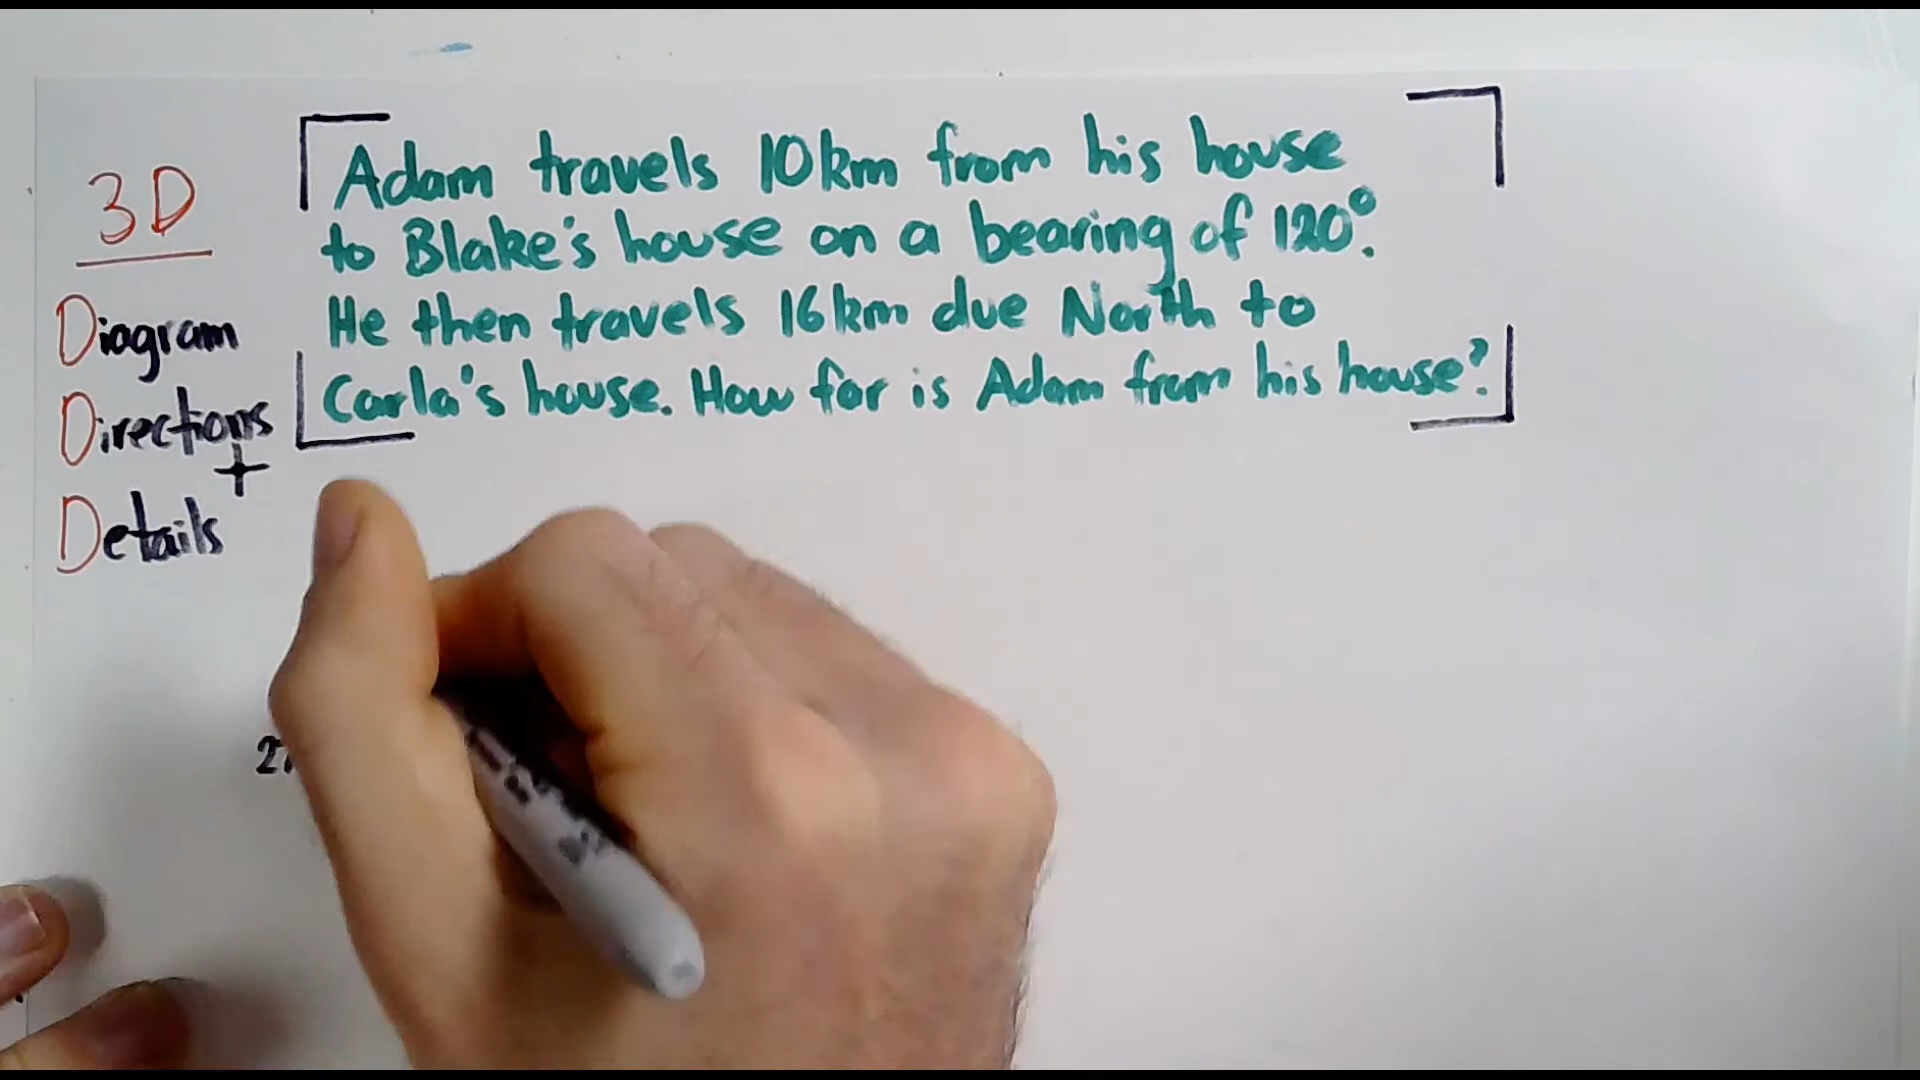 3D
Diagram
Directions
+
Details
Adam travels 10km from his house
to Blake's house on a bearing of 120°.
He then travels 16km due North to
Carla's house. How far is Adam from his house?